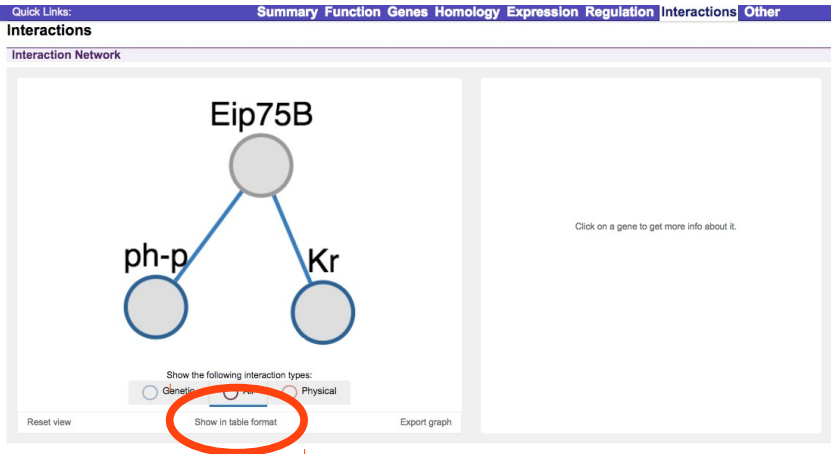 Quick Links: Summary Function Genes Homology Expression Regulation Interactions Other
Interactions
Interaction Network
Eip75B
ph-p
Kr
Click on a gene to get more info about it.
Show the following interaction types:
Genetic All Physical
Reset view Show in table format Export graph